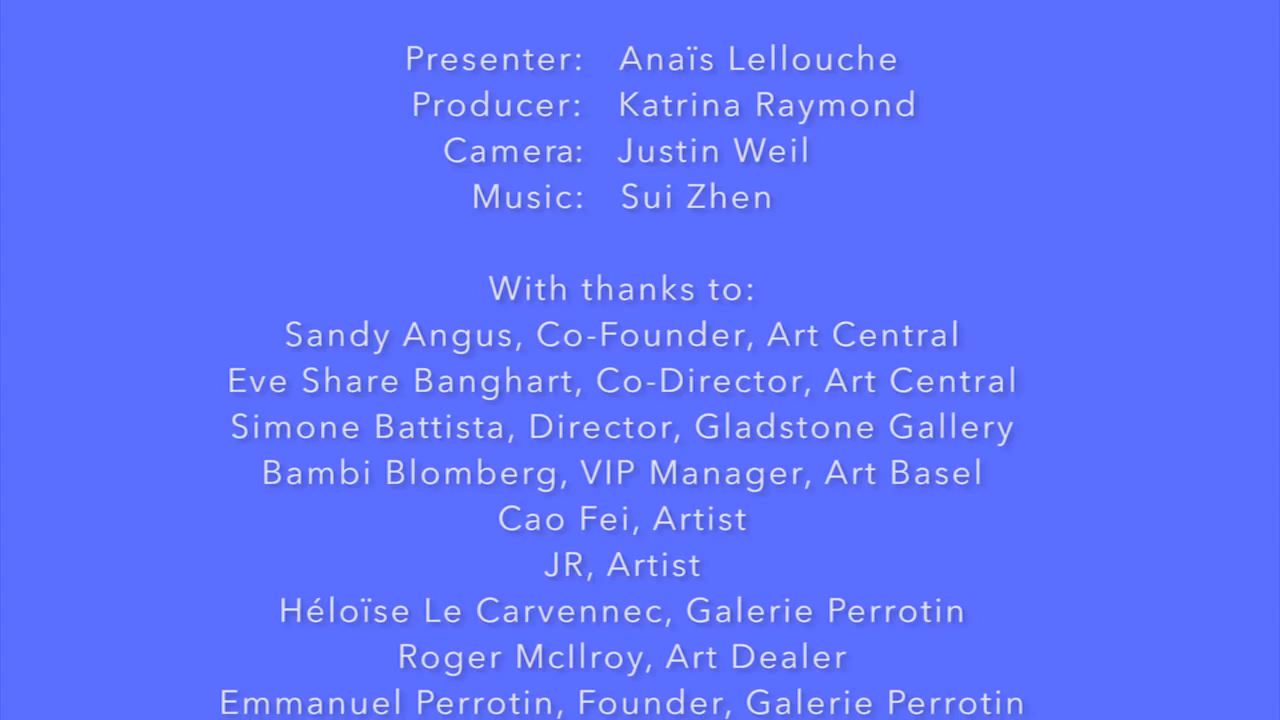 Presenter: Anaïs Lellouche
Producer: Katrina Raymond
Camera: Justin Weil
Music: Sui Zhen
With thanks to:
Sandy Angus, Co-Founder, Art Central
Eve Share Banghart, Co-Director, Art Central
Simone Battista, Director, Gladstone Gallery
Bambi Blomberg, VIP Manager, Art Basel
Cao Fei, Artist
JR, Artist
Héloïse Le Carvennec, Galerie Perrotin
Roger McIlroy, Art Dealer
Emmanuel Perrotin, Founder, Galerie Perrotin